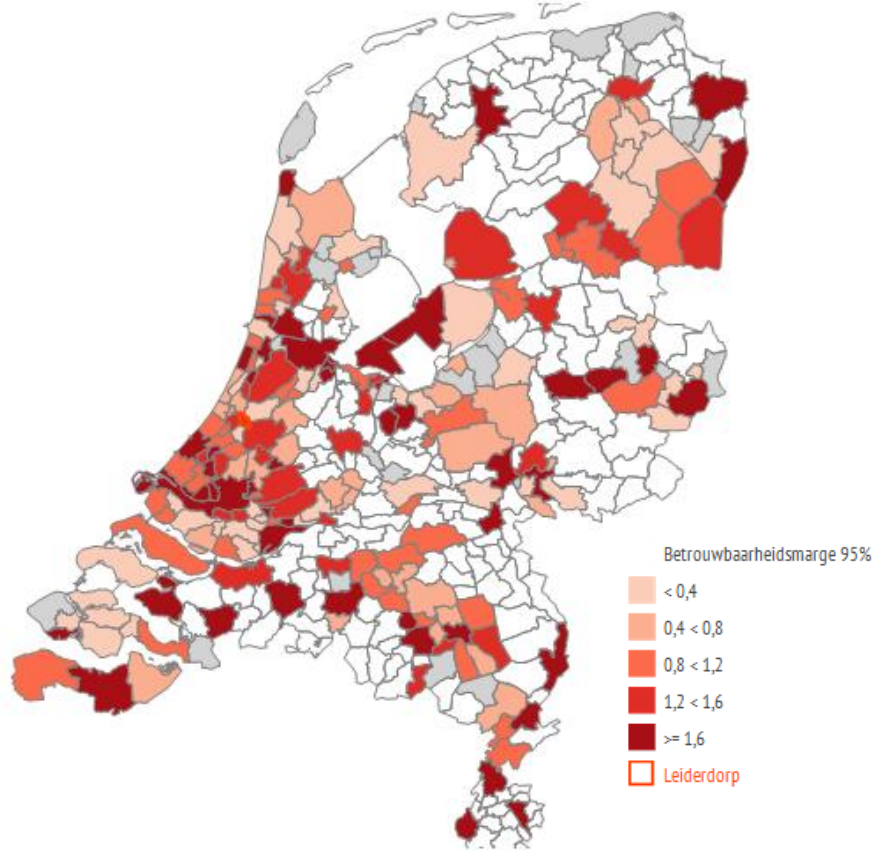 Betrouwbaarheidsmarge 95%
< 0,4
0,4 < 0,8
0,8 < 1,2
1,2 < 1,6
>= 1,6
Leiderdorp